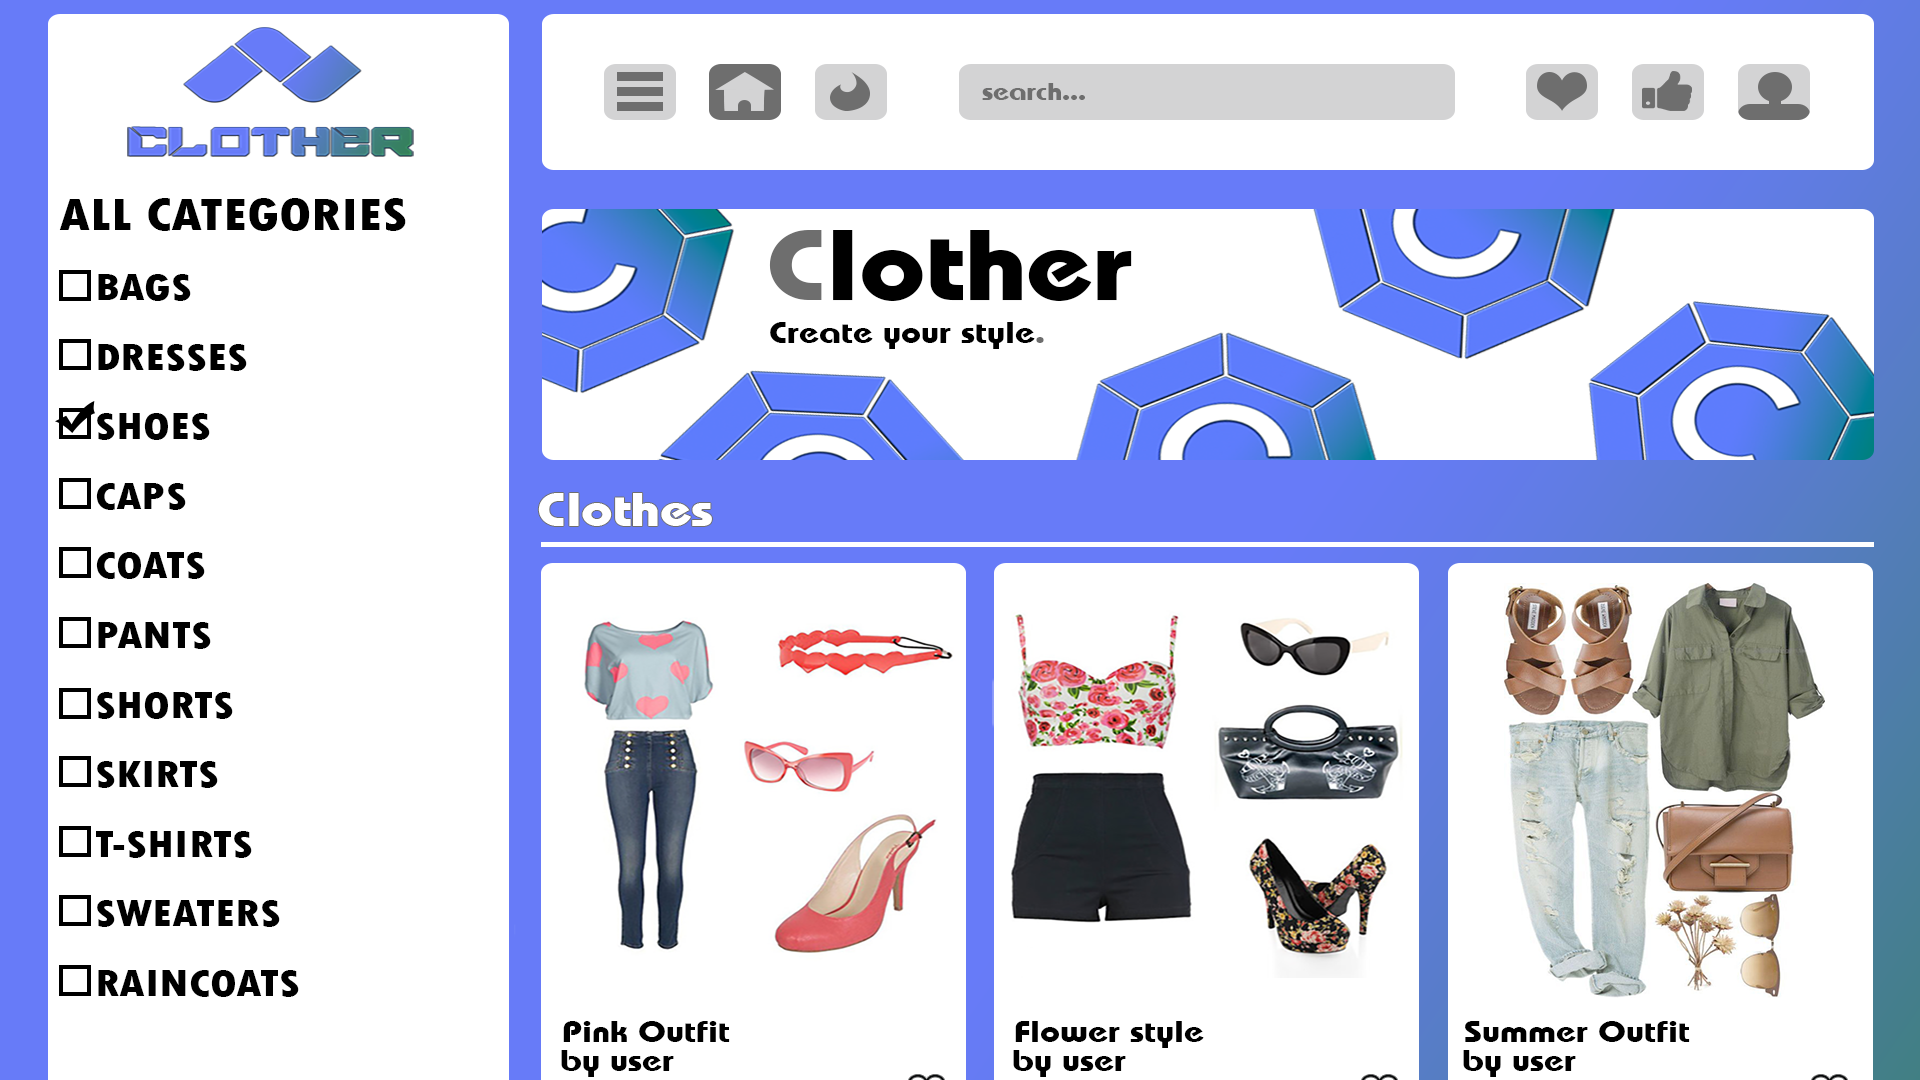 CLOTHER
ALL CATEGORIES
BAGS
DRESSES
SHOES
CAPS
COATS
PANTS
SHORTS
SKIRTS
T-SHIRTS
SWEATERS
RAINCOATS
search...
Clother
Create your style.
Clothes
Pink Outfit
by user
Flower style
by user
Summer Outfit
by user